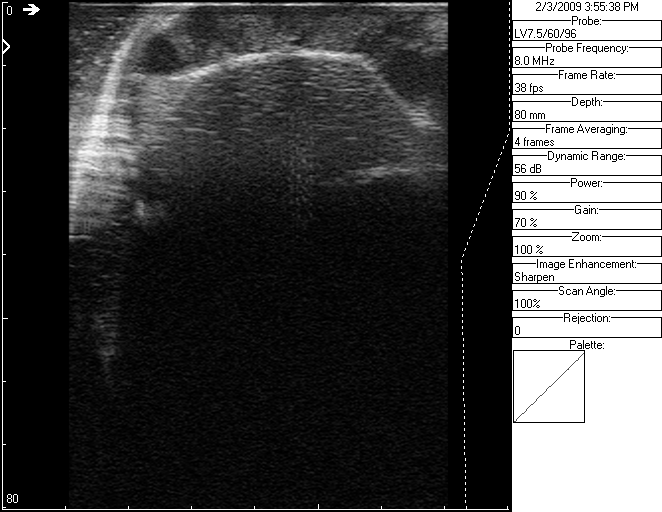 0
80
2/3/2009 3:55:38 PM
Probe:
LV7.5/60/96
Probe Frequency:
8.0 MHz
Frame Rate:
38 fps
Depth:
80 mm
Frame Averaging:
4 frames
Dynamic Range:
56 dB
Power:
90 %
Gain:
70 %
Zoom:
100 %
Image Enhancement:
Sharpen
Scan Angle:
100%
Rejection:
0
Palette: